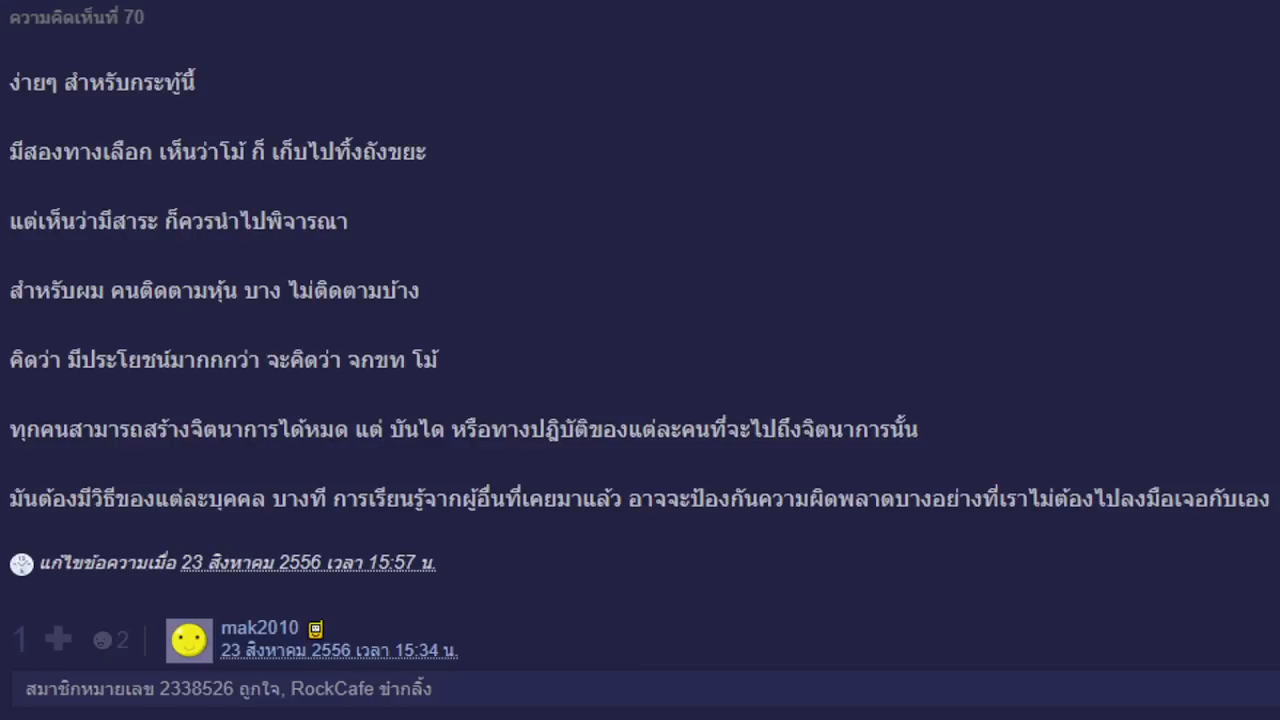 ความคิดเห็นที่ 70
ง่ายๆ สำหรับกระทู้นี้
มีสองทางเลือก เห็นว่าโม้ ก็ เก็บไปทิ้งถังขยะ
แต่เห็นว่ามีสาระ ก็ควรนำไปพิจารณา
สำหรับผม คนติดตามหุ้น บาง ไม่ติดตามบ้าง
คิดว่า มีประโยชน์มากกกว่า จะคิดว่า จกขท โม้
ทุกคนสามารถสร้างจิตนาการได้หมด แต่ บันได หรือทางปฏิบัติของแต่ละคนที่จะไปถึงจิตนาการนั้น
มันต้องมีวิธีของแต่ละบุคคล บางที การเรียนรู้จากผู้อื่นที่เคยมาแล้ว อาจจะป้องกันความผิดพลาดบางอย่างที่เราไม่ต้องไปลงมือเจอกับเอง
แก้ไขข้อความเมื่อ 23 สิงหาคม 2556 เวลา 15:57 น.
1 2 mak2010
23 สิงหาคม 2556 เวลา 15:34 น.
สมาชิกหมายเลข 2338526 ถูกใจ, RockCafe ขำกลิ้ง